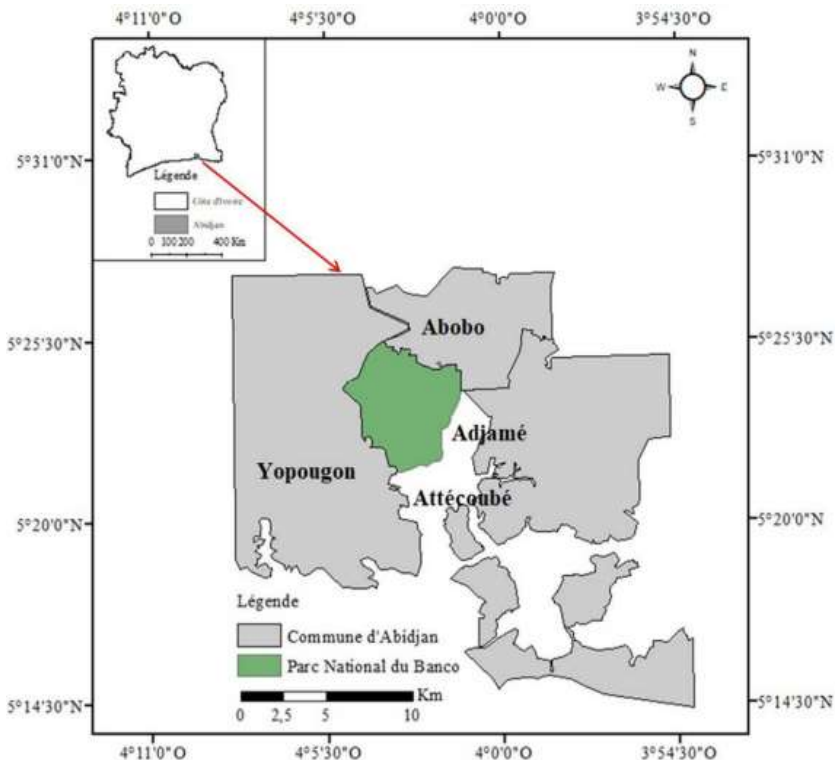 4°11'0"O 4°5'30"O 4°0'0"O 3°54'30"O
N
W E
S
5°31'0"N 5°31'0"N
Légende
Côte d'Ivoire
Abidjan
0 100 200 400 Km
Abobo
5°25'30"N 5°25'30"N
Adjamé
Yopougon
Attécoubé
5°20'0"N 5°20'0"N
Légende
Commune d'Abidjan
Parc National du Banco
Km
0 2,5 5 10
5°14'30"N 5°14'30"N
4°11'0"O 4°5'30"O 4°0'0"O 3°54'30"O